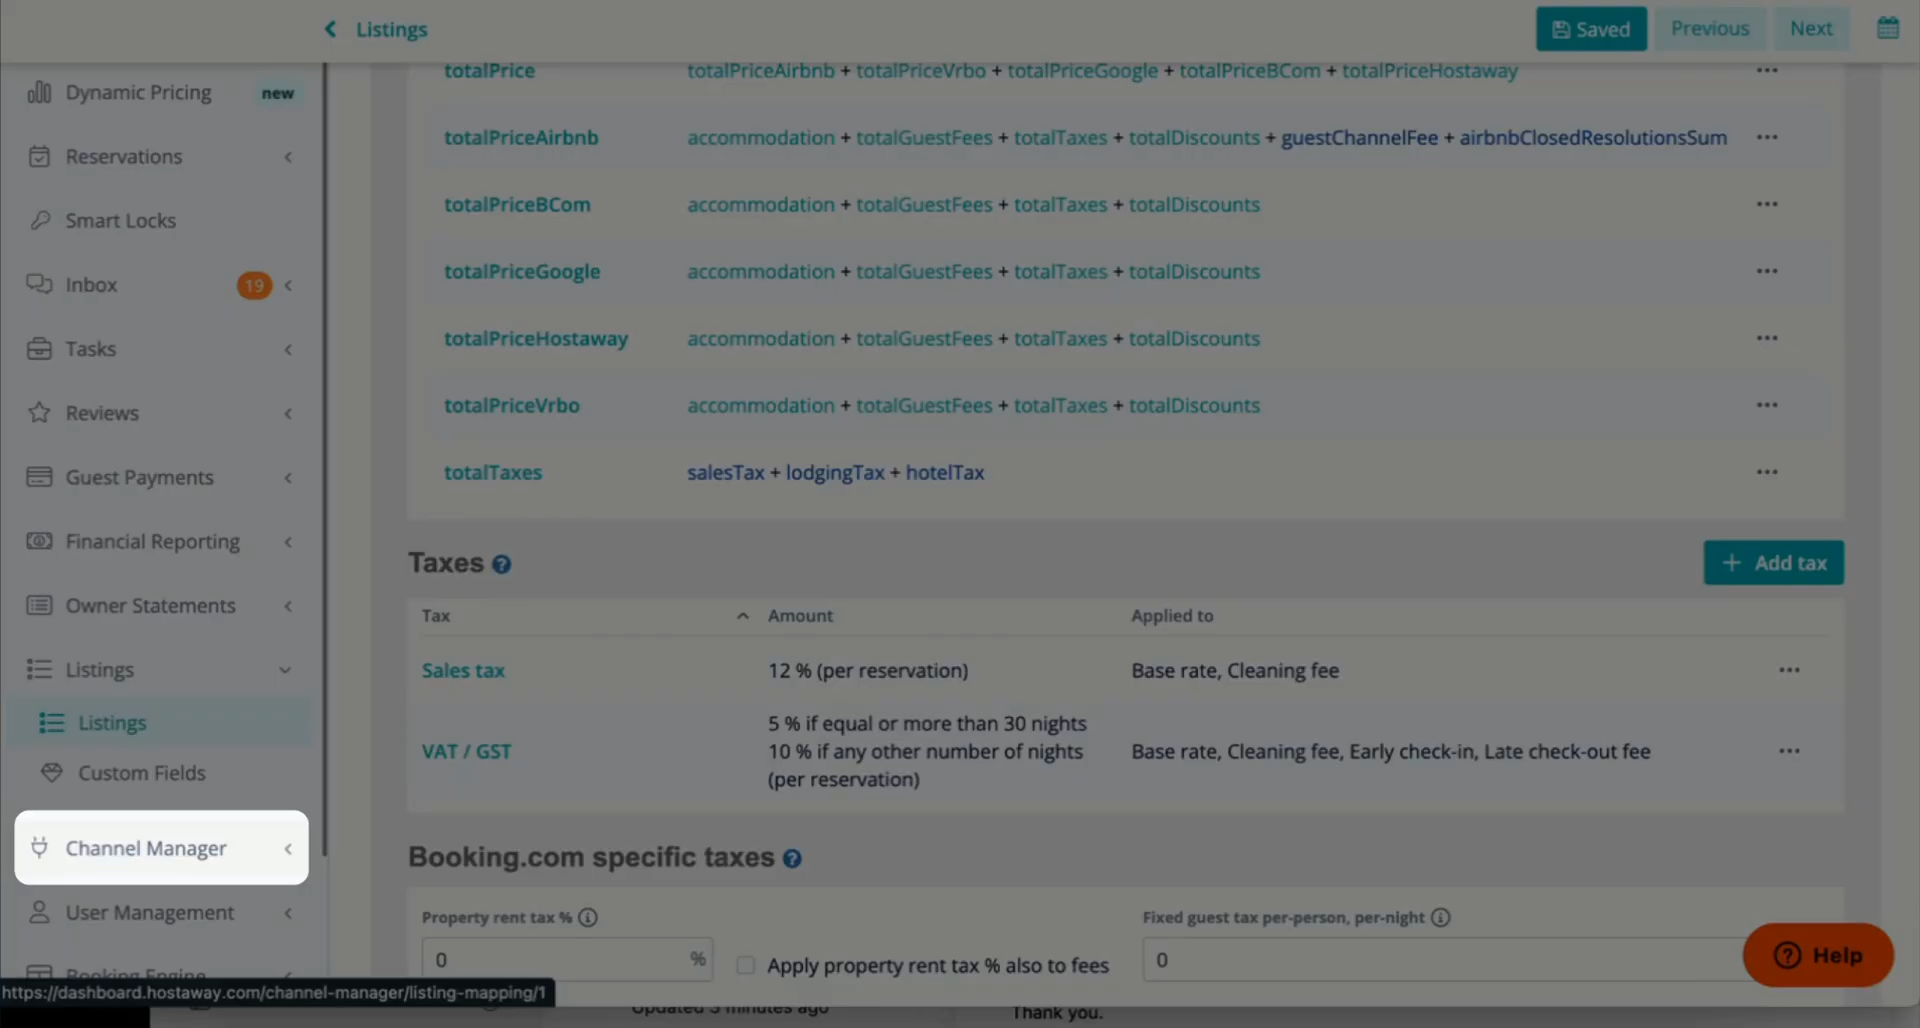 Listings
Saved
Previous
Next
Dynamic Pricing new
Reservations
Smart Locks
Inbox 19
Tasks
Reviews
Guest Payments
Financial Reporting
Owner Statements
Listings
Listings
Custom Fields
Channel Manager
User Management
Booking Engine
https://dashboard.hostaway.com/channel-manager/listing-mapping/1
totalPrice totalPriceAirbnb + totalPriceVrbo + totalPriceGoogle + totalPriceBCom + totalPriceHostaway
totalPriceAirbnb accommodation + totalGuestFees + totalTaxes + totalDiscounts + guestChannelFee + airbnbClosedResolutionsSum
totalPriceBCom accommodation + totalGuestFees + totalTaxes + totalDiscounts
totalPriceGoogle accommodation + totalGuestFees + totalTaxes + totalDiscounts
totalPriceHostaway accommodation + totalGuestFees + totalTaxes + totalDiscounts
totalPriceVrbo accommodation + totalGuestFees + totalTaxes + totalDiscounts
totalTaxes salesTax + lodgingTax + hotelTax
Taxes ?
+ Add tax
Tax Amount Applied to
Sales tax 12 % (per reservation) Base rate, Cleaning fee
5 % if equal or more than 30 nights
VAT / GST 10 % if any other number of nights Base rate, Cleaning fee, Early check-in, Late check-out fee
(per reservation)
Booking.com specific taxes ?
Property rent tax % Fixed guest tax per-person, per-night
0 % Apply property rent tax % also to fees 0
? Help
Updated 3 minutes ago
Thank you.